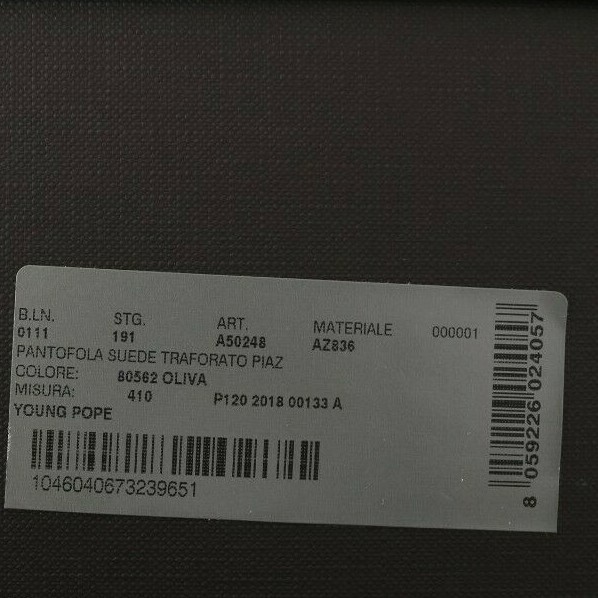 B.LN. STG. ART. MATERIALE 000001
0111 191 A50248 AZ836
PANTOFOLA SUEDE TRAFORATO PIAZ
COLORE: 80562 OLIVA
MISURA: 410 P120 2018 00133 A
YOUNG POPE
1046040673239651
8 059226 024057